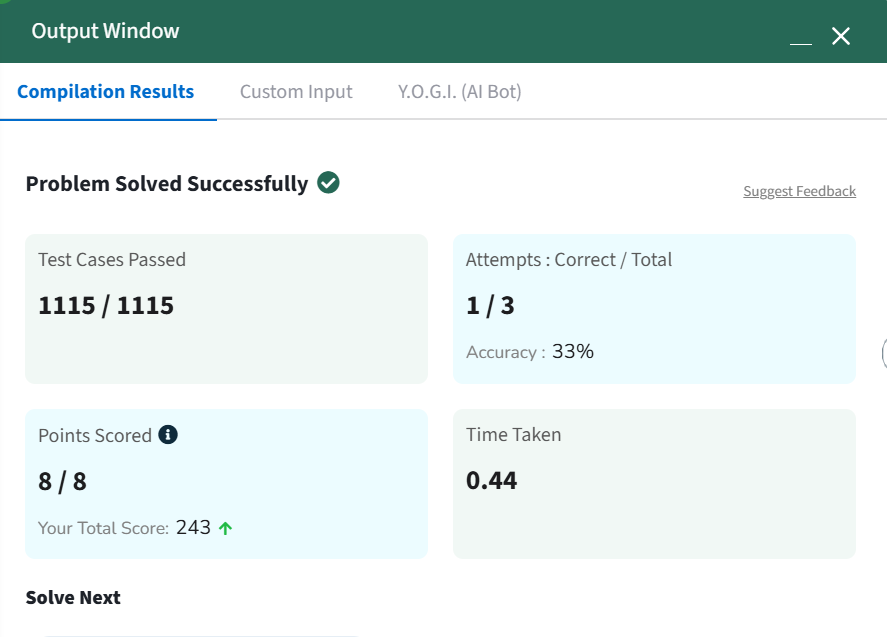 Output Window
Compilation Results
Custom Input
Y.O.G.I. (AI Bot)
Problem Solved Successfully
Suggest Feedback
Test Cases Passed
1115 / 1115
Attempts : Correct / Total
1 / 3
Accuracy : 33%
Points Scored
8 / 8
Your Total Score: 243
Time Taken
0.44
Solve Next